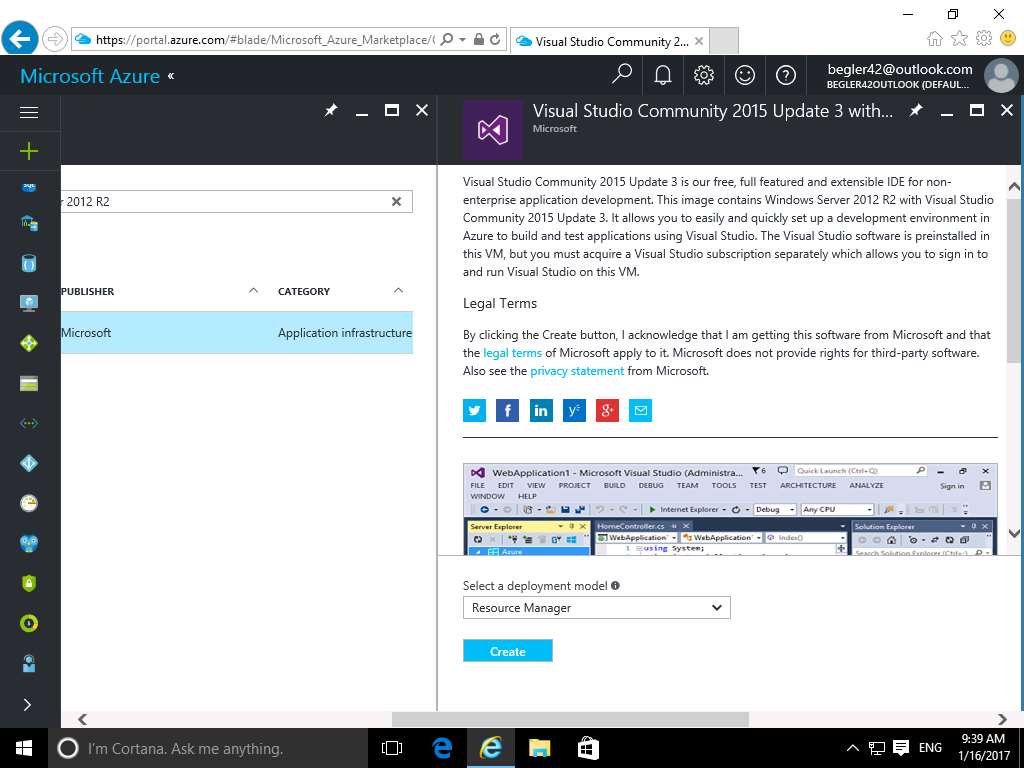 https://portal.azure.com/#blade/Microsoft_Azure_Marketplace/(
Visual Studio Community 2...
Microsoft Azure «
begler42@outlook.com
BEGLER42OUTLOOK (DEFAUL...
Visual Studio Community 2015 Update 3 with...
Microsoft
2012 R2
PUBLISHER CATEGORY
Microsoft Application infrastructure
Visual Studio Community 2015 Update 3 is our free, full featured and extensible IDE for non-
enterprise application development. This image contains Windows Server 2012 R2 with Visual Studio
Community 2015 Update 3. It allows you to easily and quickly set up a development environment in
Azure to build and test applications using Visual Studio. The Visual Studio software is preinstalled in
this VM, but you must acquire a Visual Studio subscription separately which allows you to sign in to
and run Visual Studio on this VM.
Legal Terms
By clicking the Create button, I acknowledge that I am getting this software from Microsoft and that
the legal terms of Microsoft apply to it. Microsoft does not provide rights for third-party software.
Also see the privacy statement from Microsoft.
WebApplication1 - Microsoft Visual Studio (Administra... 6 Quick Launch (Ctrl+Q)
FILE EDIT VIEW PROJECT BUILD DEBUG TEAM TOOLS TEST ARCHITECTURE ANALYZE Sign in
WINDOW HELP
Internet Explorer Debug Any CPU
Server Explorer HomeController.cs Solution Explorer
WebApplication WebApplication Index()
Azure 1 using System; Search Solution Explorer (Ctrl+;)
Select a deployment model
Resource Manager
Create
I'm Cortana. Ask me anything.
ENG
9:39 AM
1/16/2017